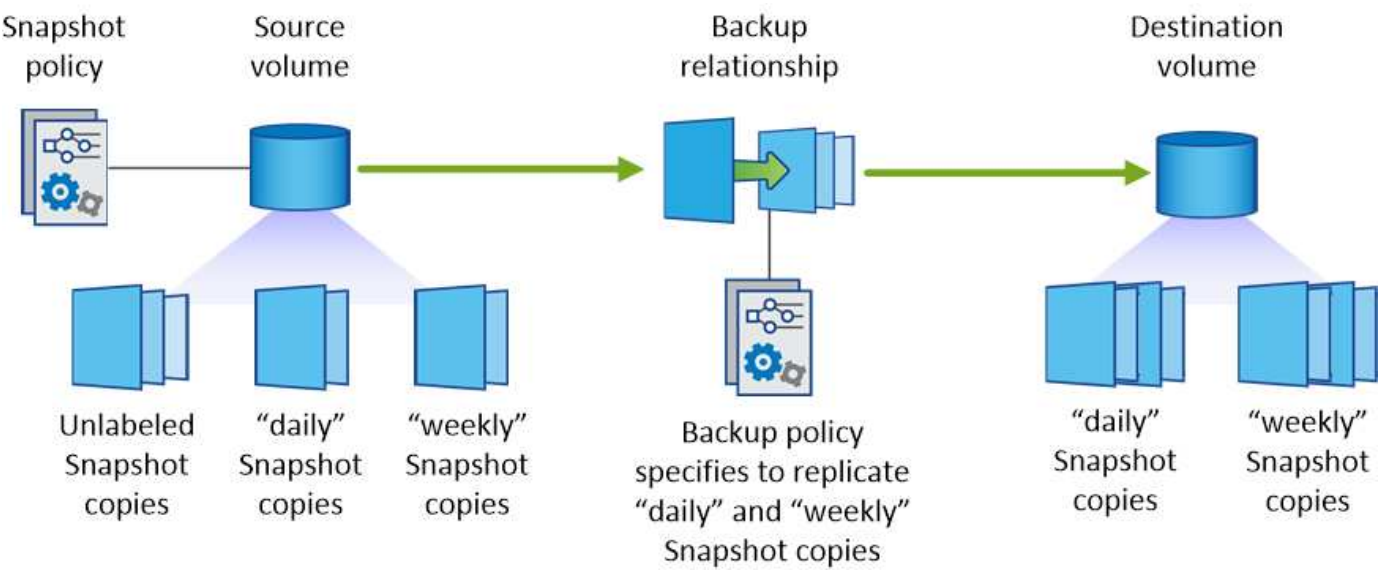 Snapshot
policy
Source
volume
Backup
relationship
Destination
volume
Unlabeled
Snapshot
copies
“daily”
Snapshot
copies
“weekly”
Snapshot
copies
Backup policy
specifies to replicate
“daily” and “weekly”
Snapshot copies
“daily”
Snapshot
copies
“weekly”
Snapshot
copies